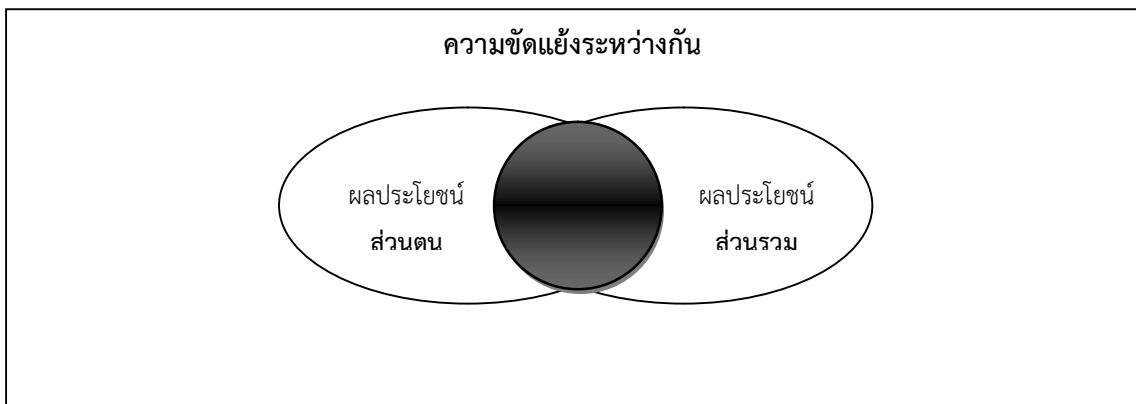 ความขัดแย้งระหว่างกัน
ผลประโยชน์
ส่วนตน
ผลประโยชน์
ส่วนรวม